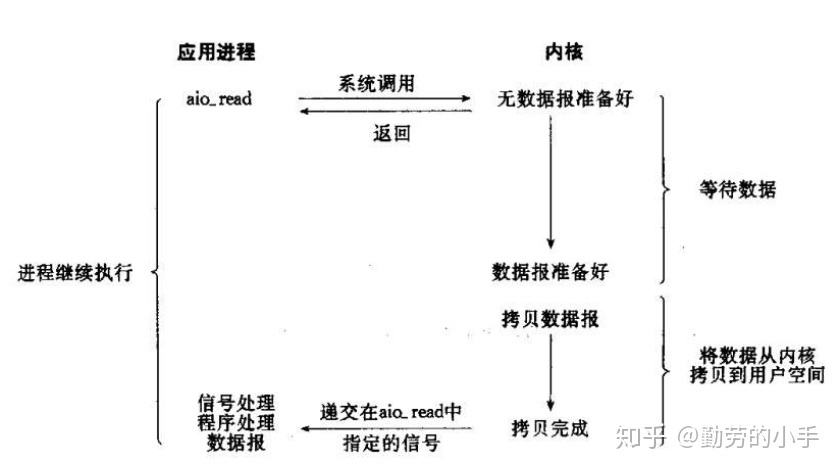 应用进程
内核
aio_read
系统调用
无数据报准备好
返回
等待数据
进程继续执行
数据报准备好
拷贝数据报
将数据从内核
拷贝到用户空间
信号处理
程序处理
数据报
递交在aio_read中
指定的信号
拷贝完成
知乎 @勤劳的小手